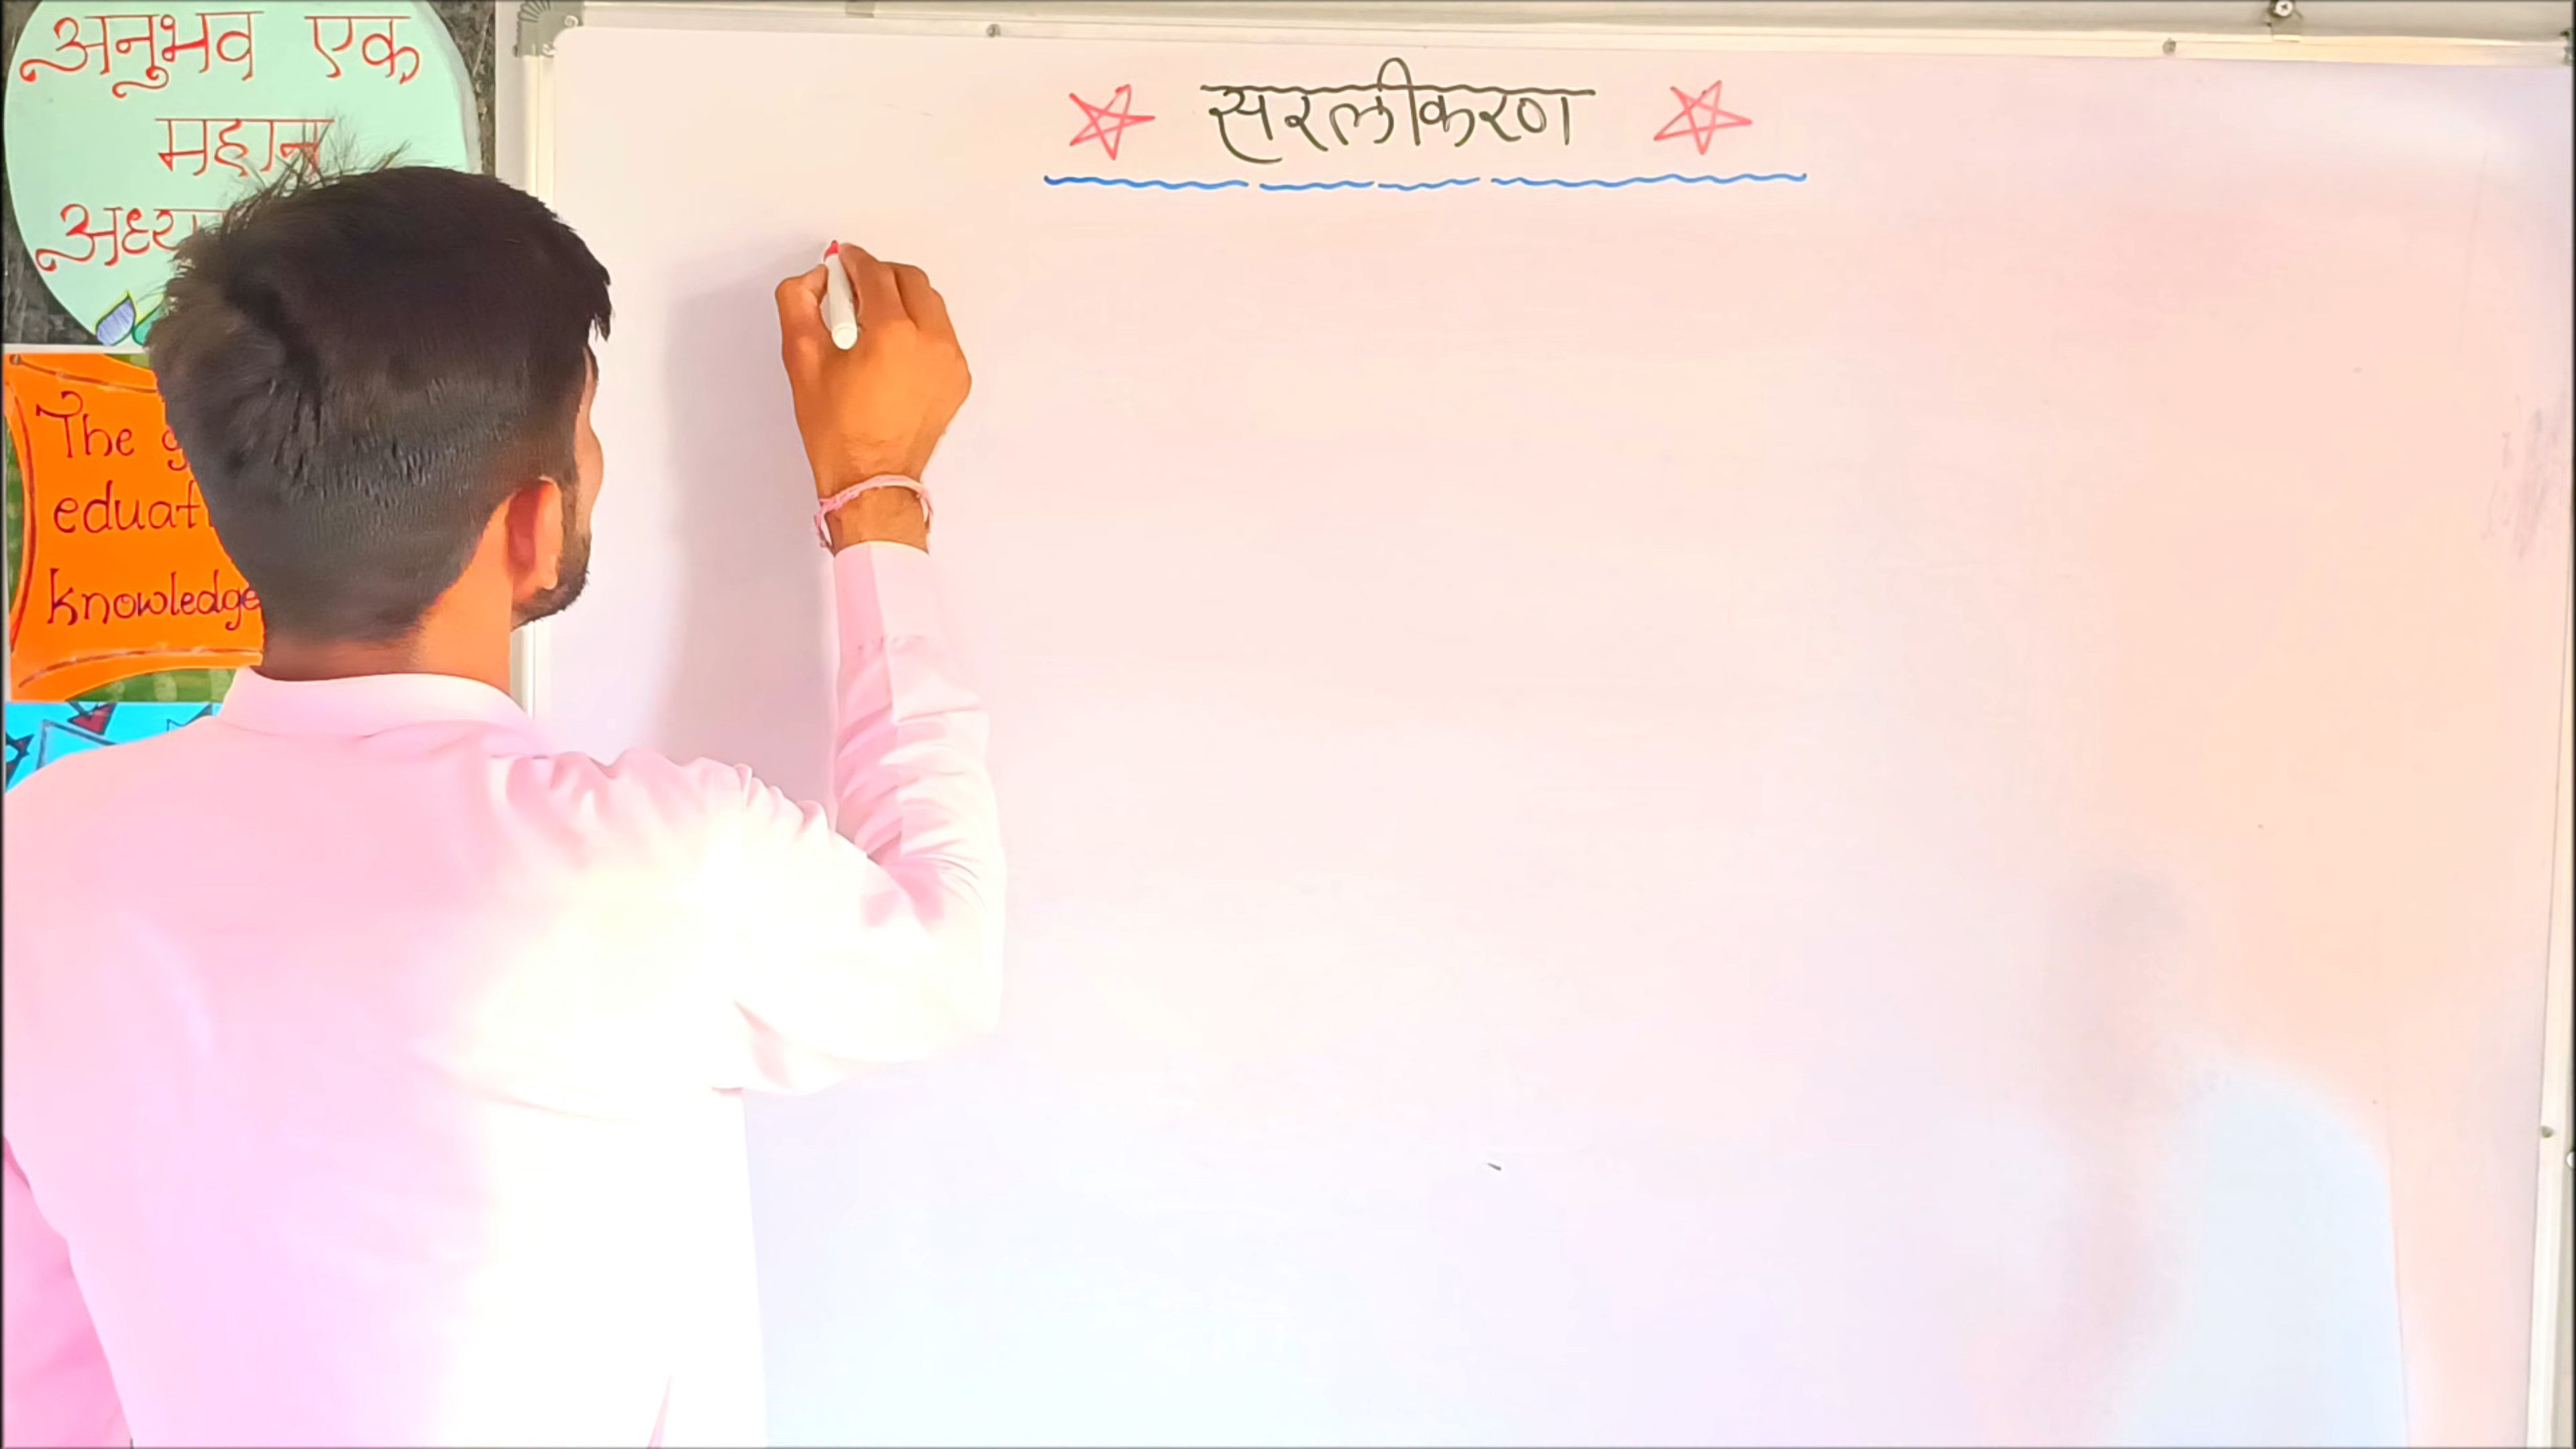 अनुभव एक
महान
The
eduat
knowledge
सरलीकरण